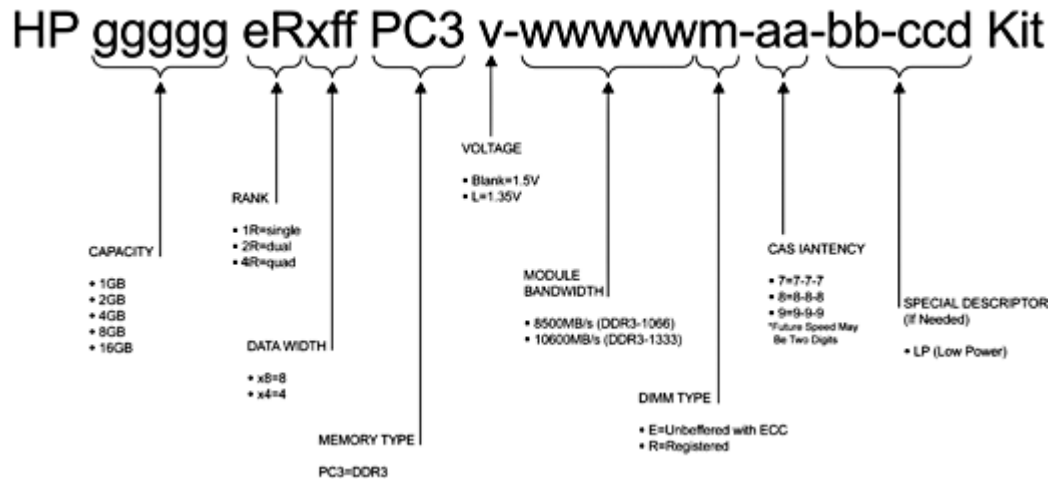 HP ggggg eRxff PC3 v-wwwwwm-aa-bb-ccd Kit
CAPACITY
• 1GB
• 2GB
• 4GB
• 8GB
• 16GB
RANK
• 1R=single
• 2R=dual
• 4R=quad
DATA WIDTH
• x8=8
• x4=4
MEMORY TYPE
PC3=DDR3
VOLTAGE
• Blank=1.5V
• L=1.35V
MODULE
BANDWIDTH
• 8500MB/s (DDR3-1066)
• 10600MB/s (DDR3-1333)
DIMM TYPE
• E=Unbeffered with ECC
• R=Registered
CAS IANTENCY
• 7=7-7-7
• 8=8-8-8
• 9=9-9-9
*Future Speed May
Be Two Digits
SPECIAL DESCRIPTOR
(If Needed)
• LP (Low Power)